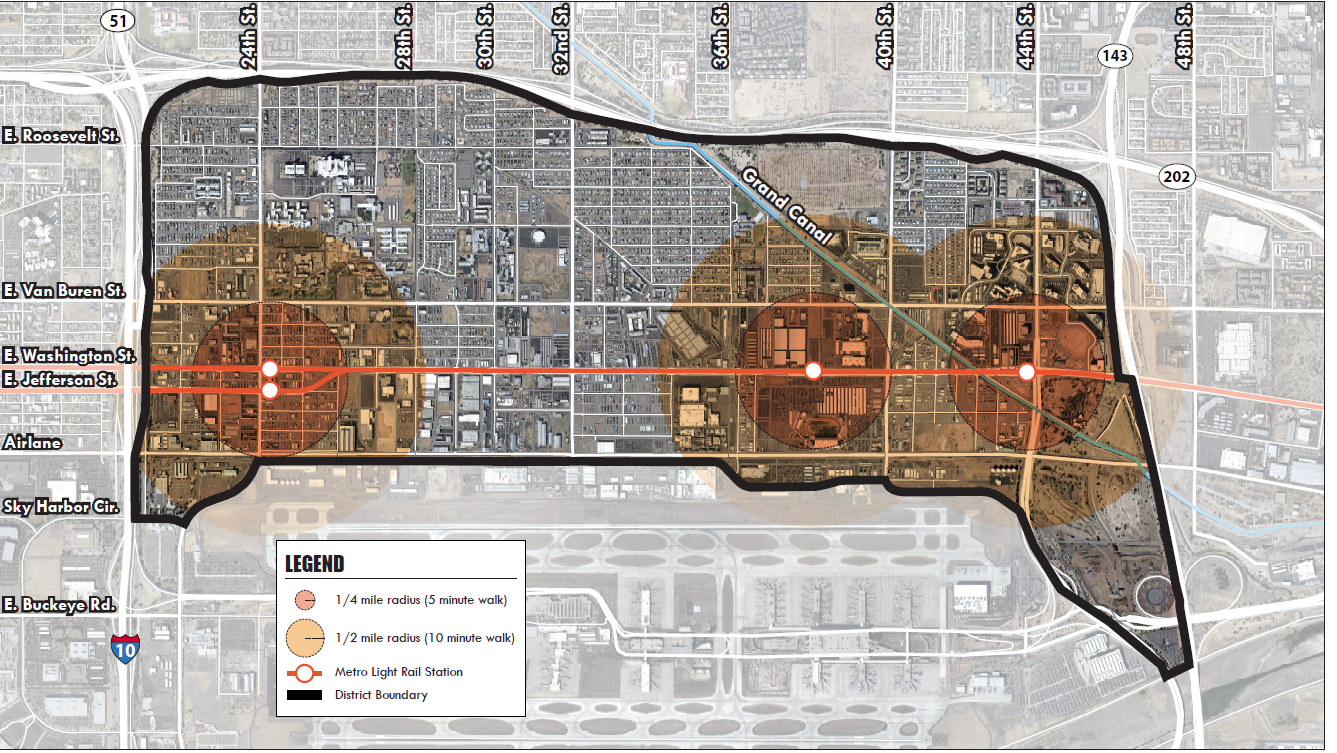 51
24th St.
28th St.
30th St.
32nd St.
36th St.
40th St.
44th St.
143
48th St.
E. Roosevelt St.
202
Grand Canal
E. Van Buren St.
E. Washington St.
E. Jefferson St.
Airlane
Sky Harbor Cir.
E. Buckeye Rd.
10
LEGEND
1/4 mile radius (5 minute walk)
1/2 mile radius (10 minute walk)
Metro Light Rail Station
District Boundary